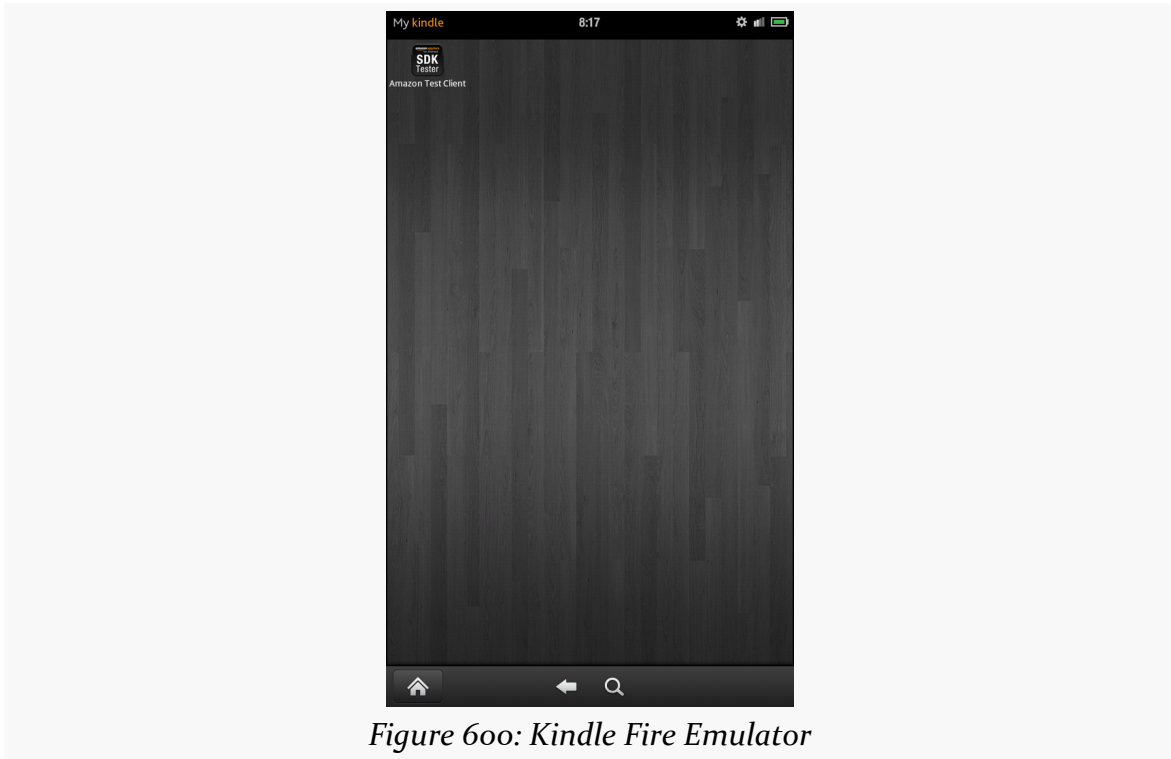 My kindle 8:17
SDK
Tester
Amazon Test Client
Figure 600: Kindle Fire Emulator